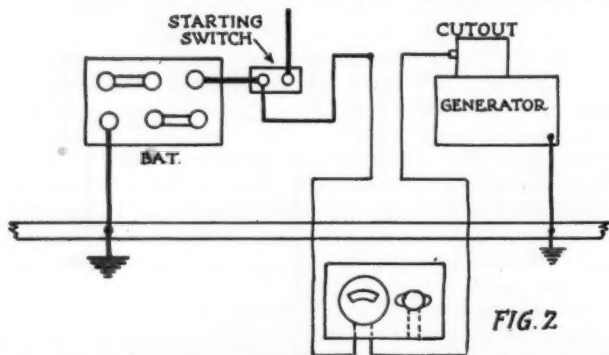 STARTING
SWITCH
CUTOUT
GENERATOR
BAT.
FIG. 2